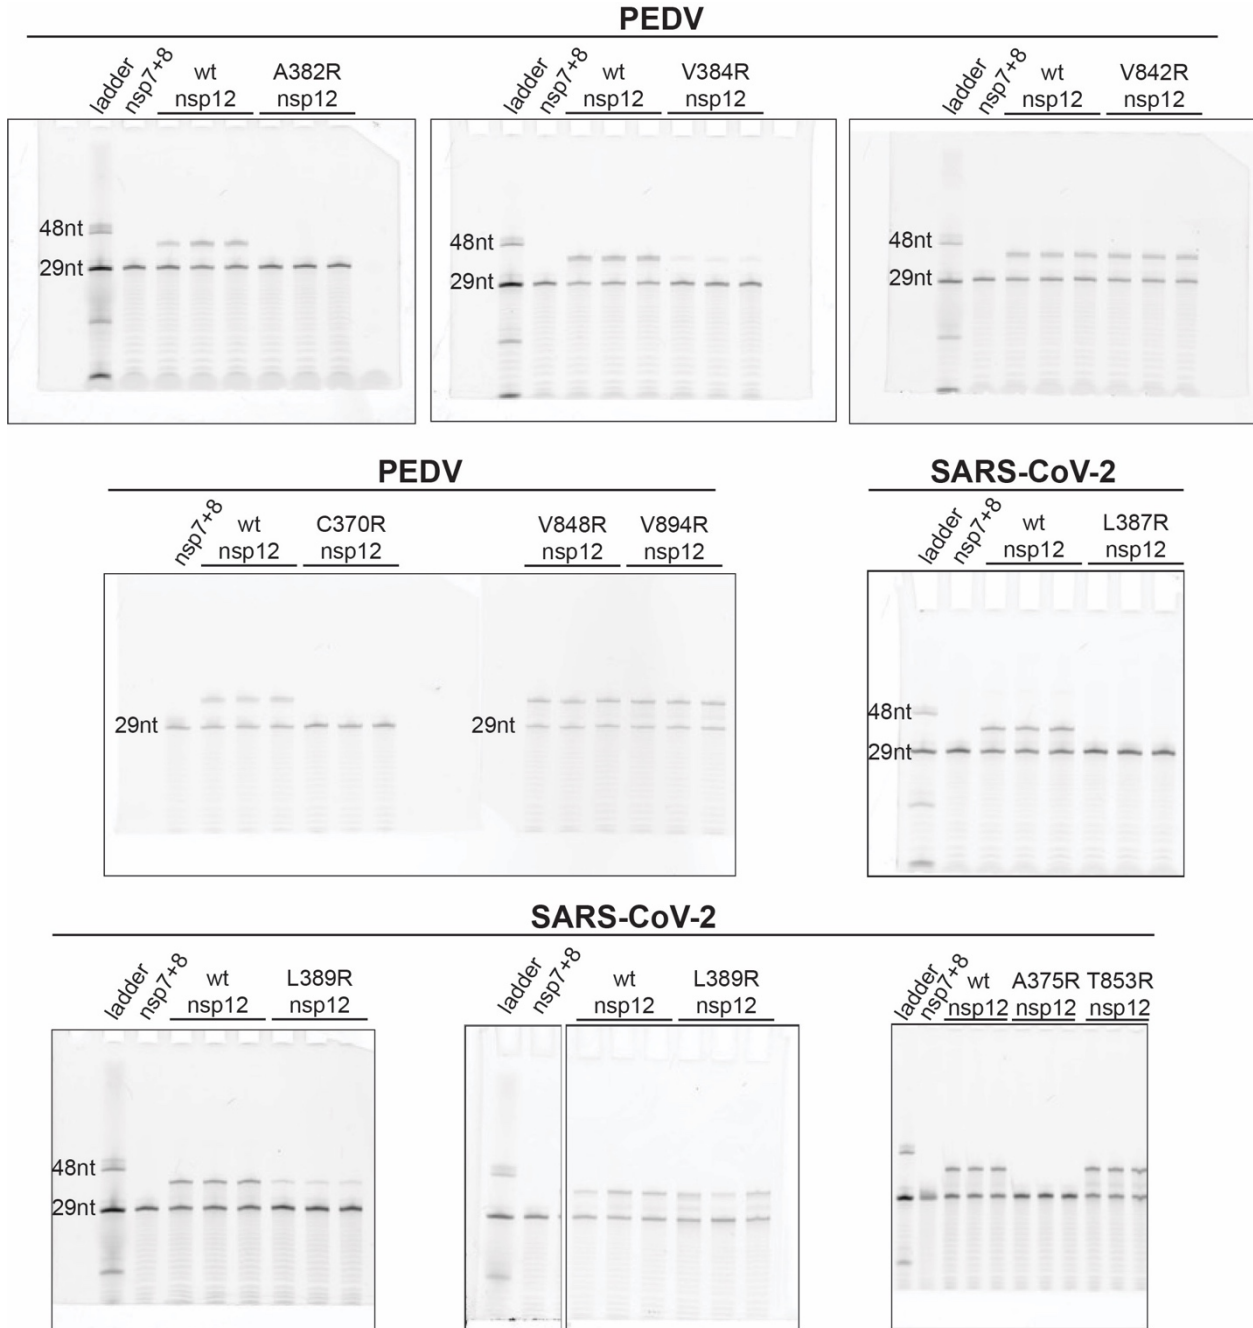 PEDV
ladder nsp7+8 wt A382R ladder nsp7+8 wt V384R ladder nsp7+8 wt V842R
nsp12 nsp12 nsp12 nsp12 nsp12 nsp12
48nt 48nt 48nt
29nt 29nt 29nt
PEDV SARS-CoV-2
nsp7+8 wt C370R V848R V894R ladder nsp7+8 wt L387R
nsp12 nsp12 nsp12 nsp12 nsp12 nsp12
48nt
29nt 29nt 29nt
SARS-CoV-2
ladder nsp7+8 wt L389R ladder nsp7+8 wt L389R ladder nsp7+8 wt A375R T853R
nsp12 nsp12 nsp12 nsp12 nsp12 nsp12 nsp12
48nt
29nt